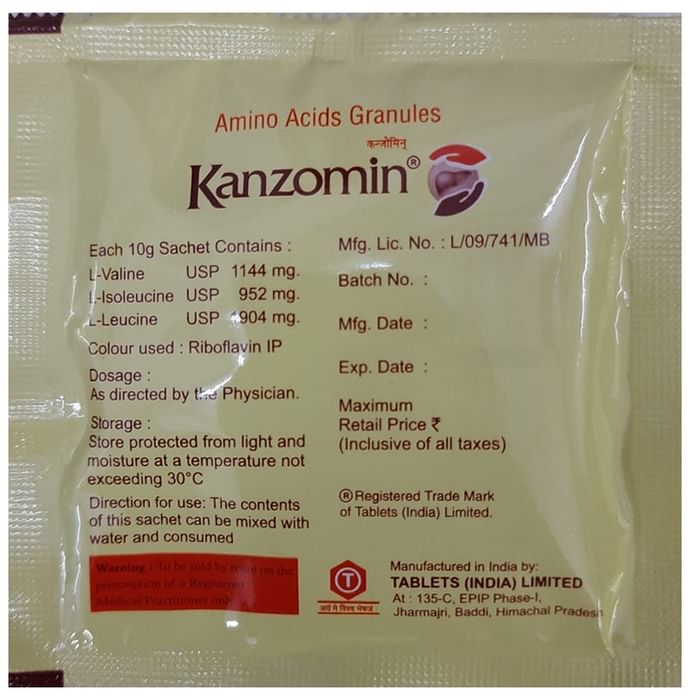 Amino Acids Granules
कन्जोमिन्
Kanzomin®
Each 10g Sachet Contains :
L-Valine USP 1144 mg.
L-Isoleucine USP 952 mg.
L-Leucine USP 1904 mg.
Colour used : Riboflavin IP
Dosage :
As directed by the Physician.
Storage :
Store protected from light and
moisture at a temperature not
exceeding 30°C
Direction for use: The contents
of this sachet can be mixed with
water and consumed
Warning : To be sold by retail on the
prescription of a Registered
Medical Practitioner only
Mfg. Lic. No. : L/09/741/MB
Batch No. :
Mfg. Date :
Exp. Date :
Maximum
Retail Price ₹
(Inclusive of all taxes)
® Registered Trade Mark
of Tablets (India) Limited.
T
Manufactured in India by:
TABLETS (INDIA) LIMITED
At : 135-C, EPIP Phase-I,
Jharmajri, Baddi, Himachal Pradesh